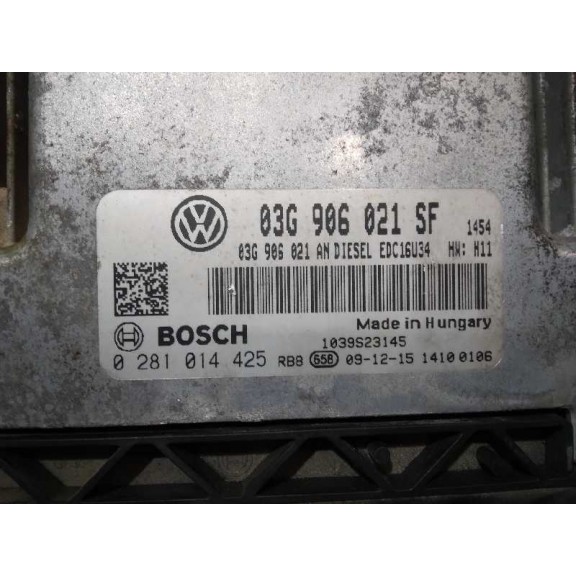 03G 906 021 SF 1454
03G 906 021 AN DIESEL EDC16U34 HW: H11
BOSCH Made in Hungary
1039S23145
0 281 014 425 RB8 658 09-12-15 1410 0106